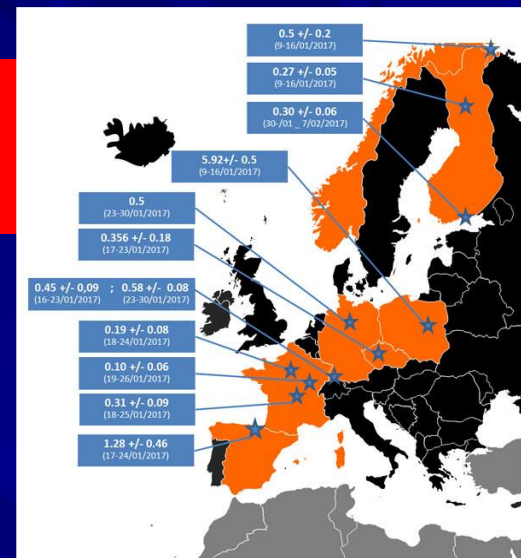 0.5 +/- 0.2
(9-16/01/2017)
0.27 +/- 0.05
(9-16/01/2017)
0.30 +/- 0.06
(30-/01 _ 7/02/2017)
5.92+/- 0.5
(9-16/01/2017)
0.5
(23-30/01/2017)
0.356 +/- 0.18
(17-23/01/2017)
0.45 +/- 0,09 ; 0.58 +/- 0.08
(16-23/01/2017) (23-30/01/2017)
0.19 +/- 0.08
(18-24/01/2017)
0.10 +/- 0.06
(19-26/01/2017)
0.31 +/- 0.09
(18-25/01/2017)
1.28 +/- 0.46
(17-24/01/2017)